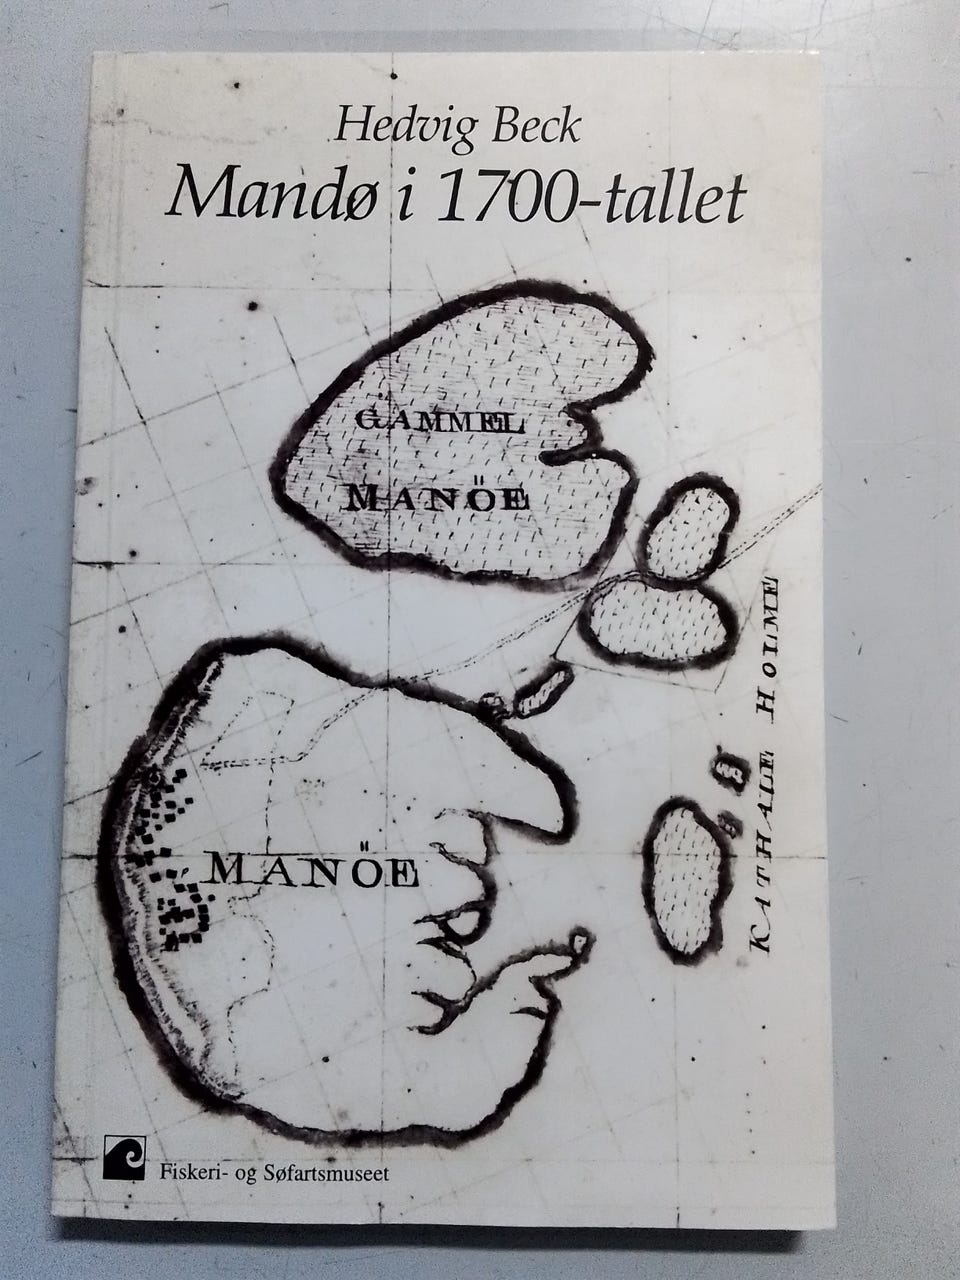 Hedvig Beck
Mandø i 1700-tallet
GAMMEL
MANÖE
KATHALE HOLME
MANÖE
Fiskeri- og Søfartsmuseet